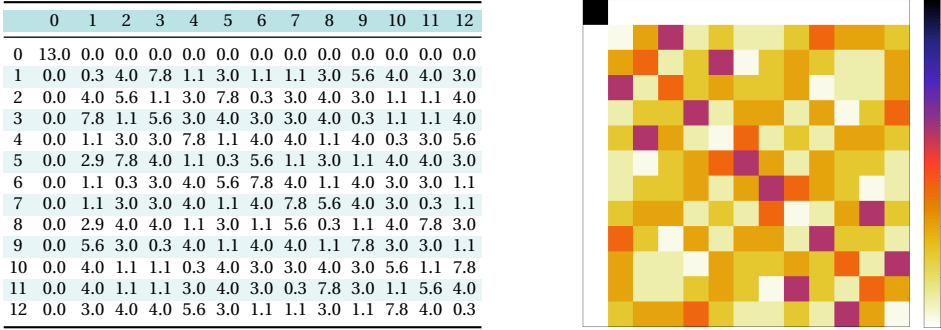 0 1 2 3 4 5 6 7 8 9 10 11 12
0 13.0 0.0 0.0 0.0 0.0 0.0 0.0 0.0 0.0 0.0 0.0 0.0 0.0
1 0.0 0.3 4.0 7.8 1.1 3.0 1.1 1.1 3.0 5.6 4.0 4.0 3.0
2 0.0 4.0 5.6 1.1 3.0 7.8 0.3 3.0 4.0 3.0 1.1 1.1 4.0
3 0.0 7.8 1.1 5.6 3.0 4.0 3.0 3.0 4.0 0.3 1.1 1.1 4.0
4 0.0 1.1 3.0 3.0 7.8 1.1 4.0 4.0 1.1 4.0 0.3 3.0 5.6
5 0.0 2.9 7.8 4.0 1.1 0.3 5.6 1.1 3.0 1.1 4.0 4.0 3.0
6 0.0 1.1 0.3 3.0 4.0 5.6 7.8 4.0 1.1 4.0 3.0 3.0 1.1
7 0.0 1.1 3.0 3.0 4.0 1.1 4.0 7.8 5.6 4.0 3.0 0.3 1.1
8 0.0 2.9 4.0 4.0 1.1 3.0 1.1 5.6 0.3 1.1 4.0 7.8 3.0
9 0.0 5.6 3.0 0.3 4.0 1.1 4.0 4.0 1.1 7.8 3.0 3.0 1.1
10 0.0 4.0 1.1 1.1 0.3 4.0 3.0 3.0 4.0 3.0 5.6 1.1 7.8
11 0.0 4.0 1.1 1.1 3.0 4.0 3.0 0.3 7.8 3.0 1.1 5.6 4.0
12 0.0 3.0 4.0 4.0 5.6 3.0 1.1 1.1 3.0 1.1 7.8 4.0 0.3